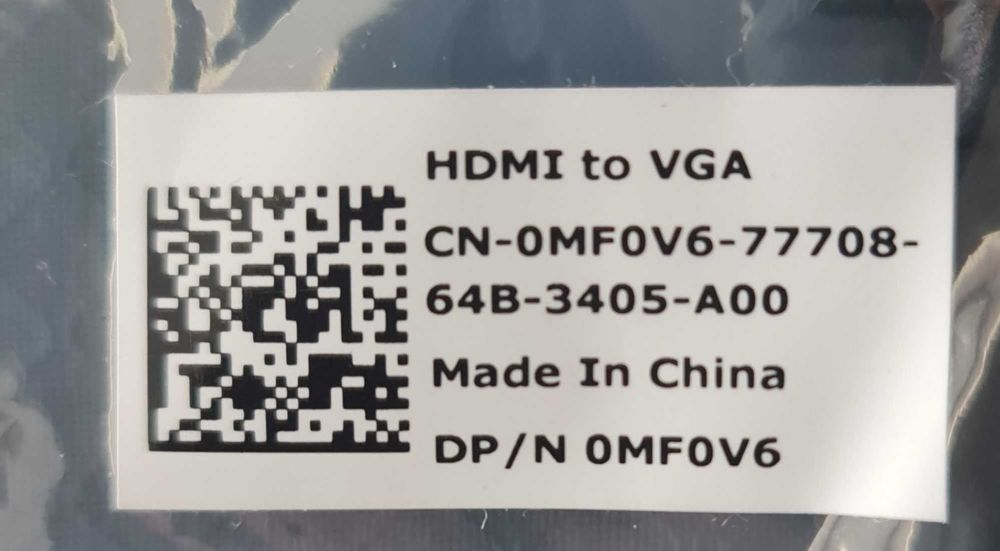 HDMI to VGA
CN-0MF0V6-77708-
64B-3405-A00
Made In China
DP/N 0MF0V6